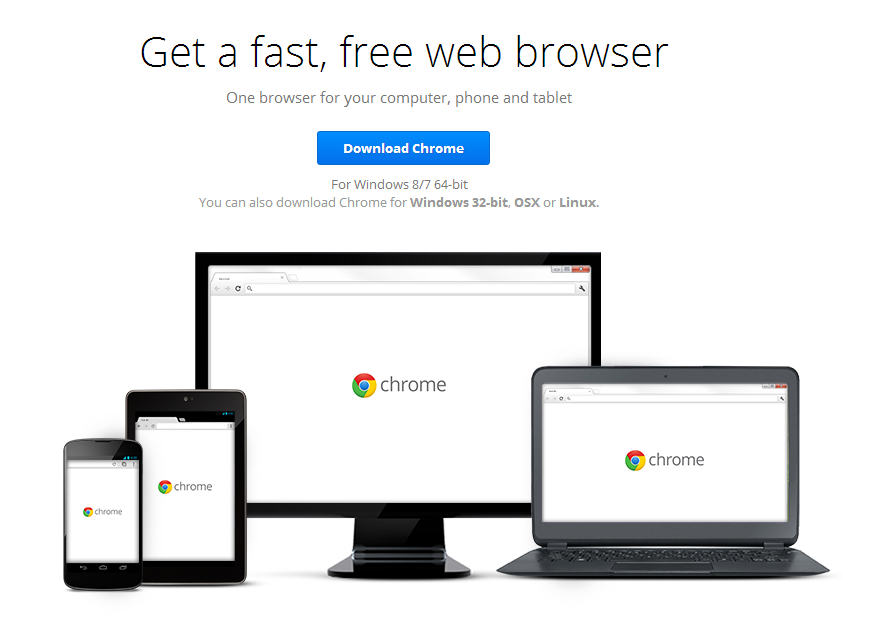 Get a fast, free web browser
One browser for your computer, phone and tablet
Download Chrome
For Windows 8/7 64-bit
You can also download Chrome for Windows 32-bit, OSX or Linux.
chrome
chrome
chrome
chrome